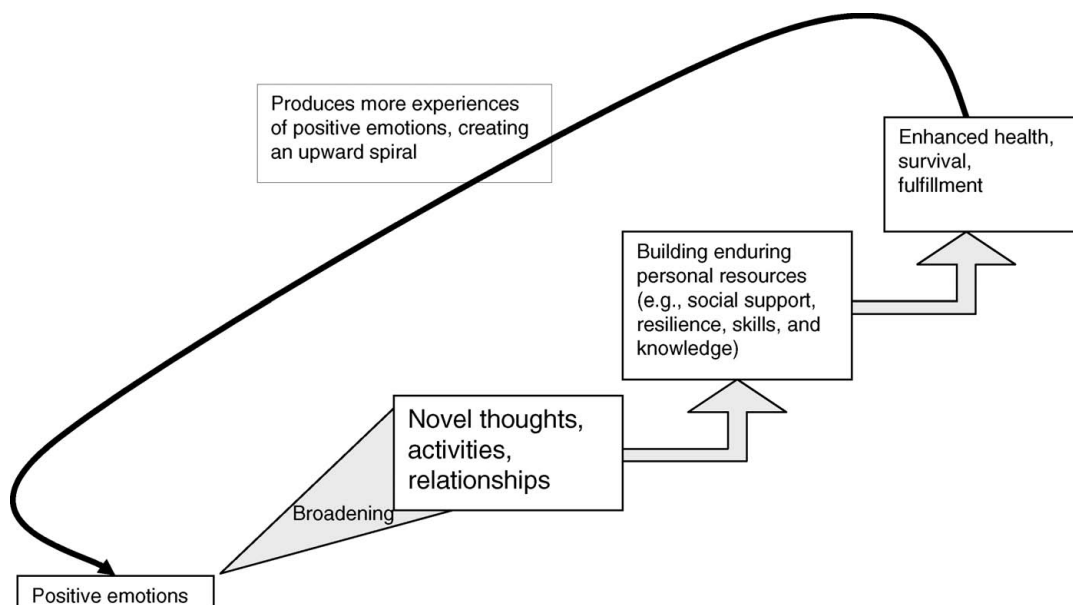 Produces more experiences
of positive emotions, creating
an upward spiral
Enhanced health,
survival,
fulfillment
Building enduring
personal resources
(e.g., social support,
resilience, skills, and
knowledge)
Novel thoughts,
activities,
relationships
Broadening
Positive emotions